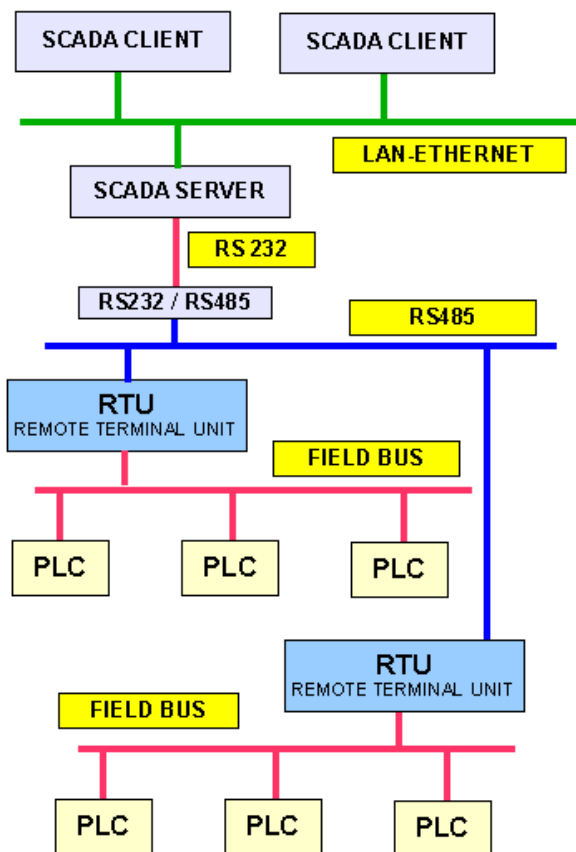 SCADA CLIENT
SCADA CLIENT
LAN-ETHERNET
SCADA SERVER
RS 232
RS232 / RS485
RS485
RTU
REMOTE TERMINAL UNIT
FIELD BUS
PLC
PLC
PLC
RTU
REMOTE TERMINAL UNIT
FIELD BUS
PLC
PLC
PLC